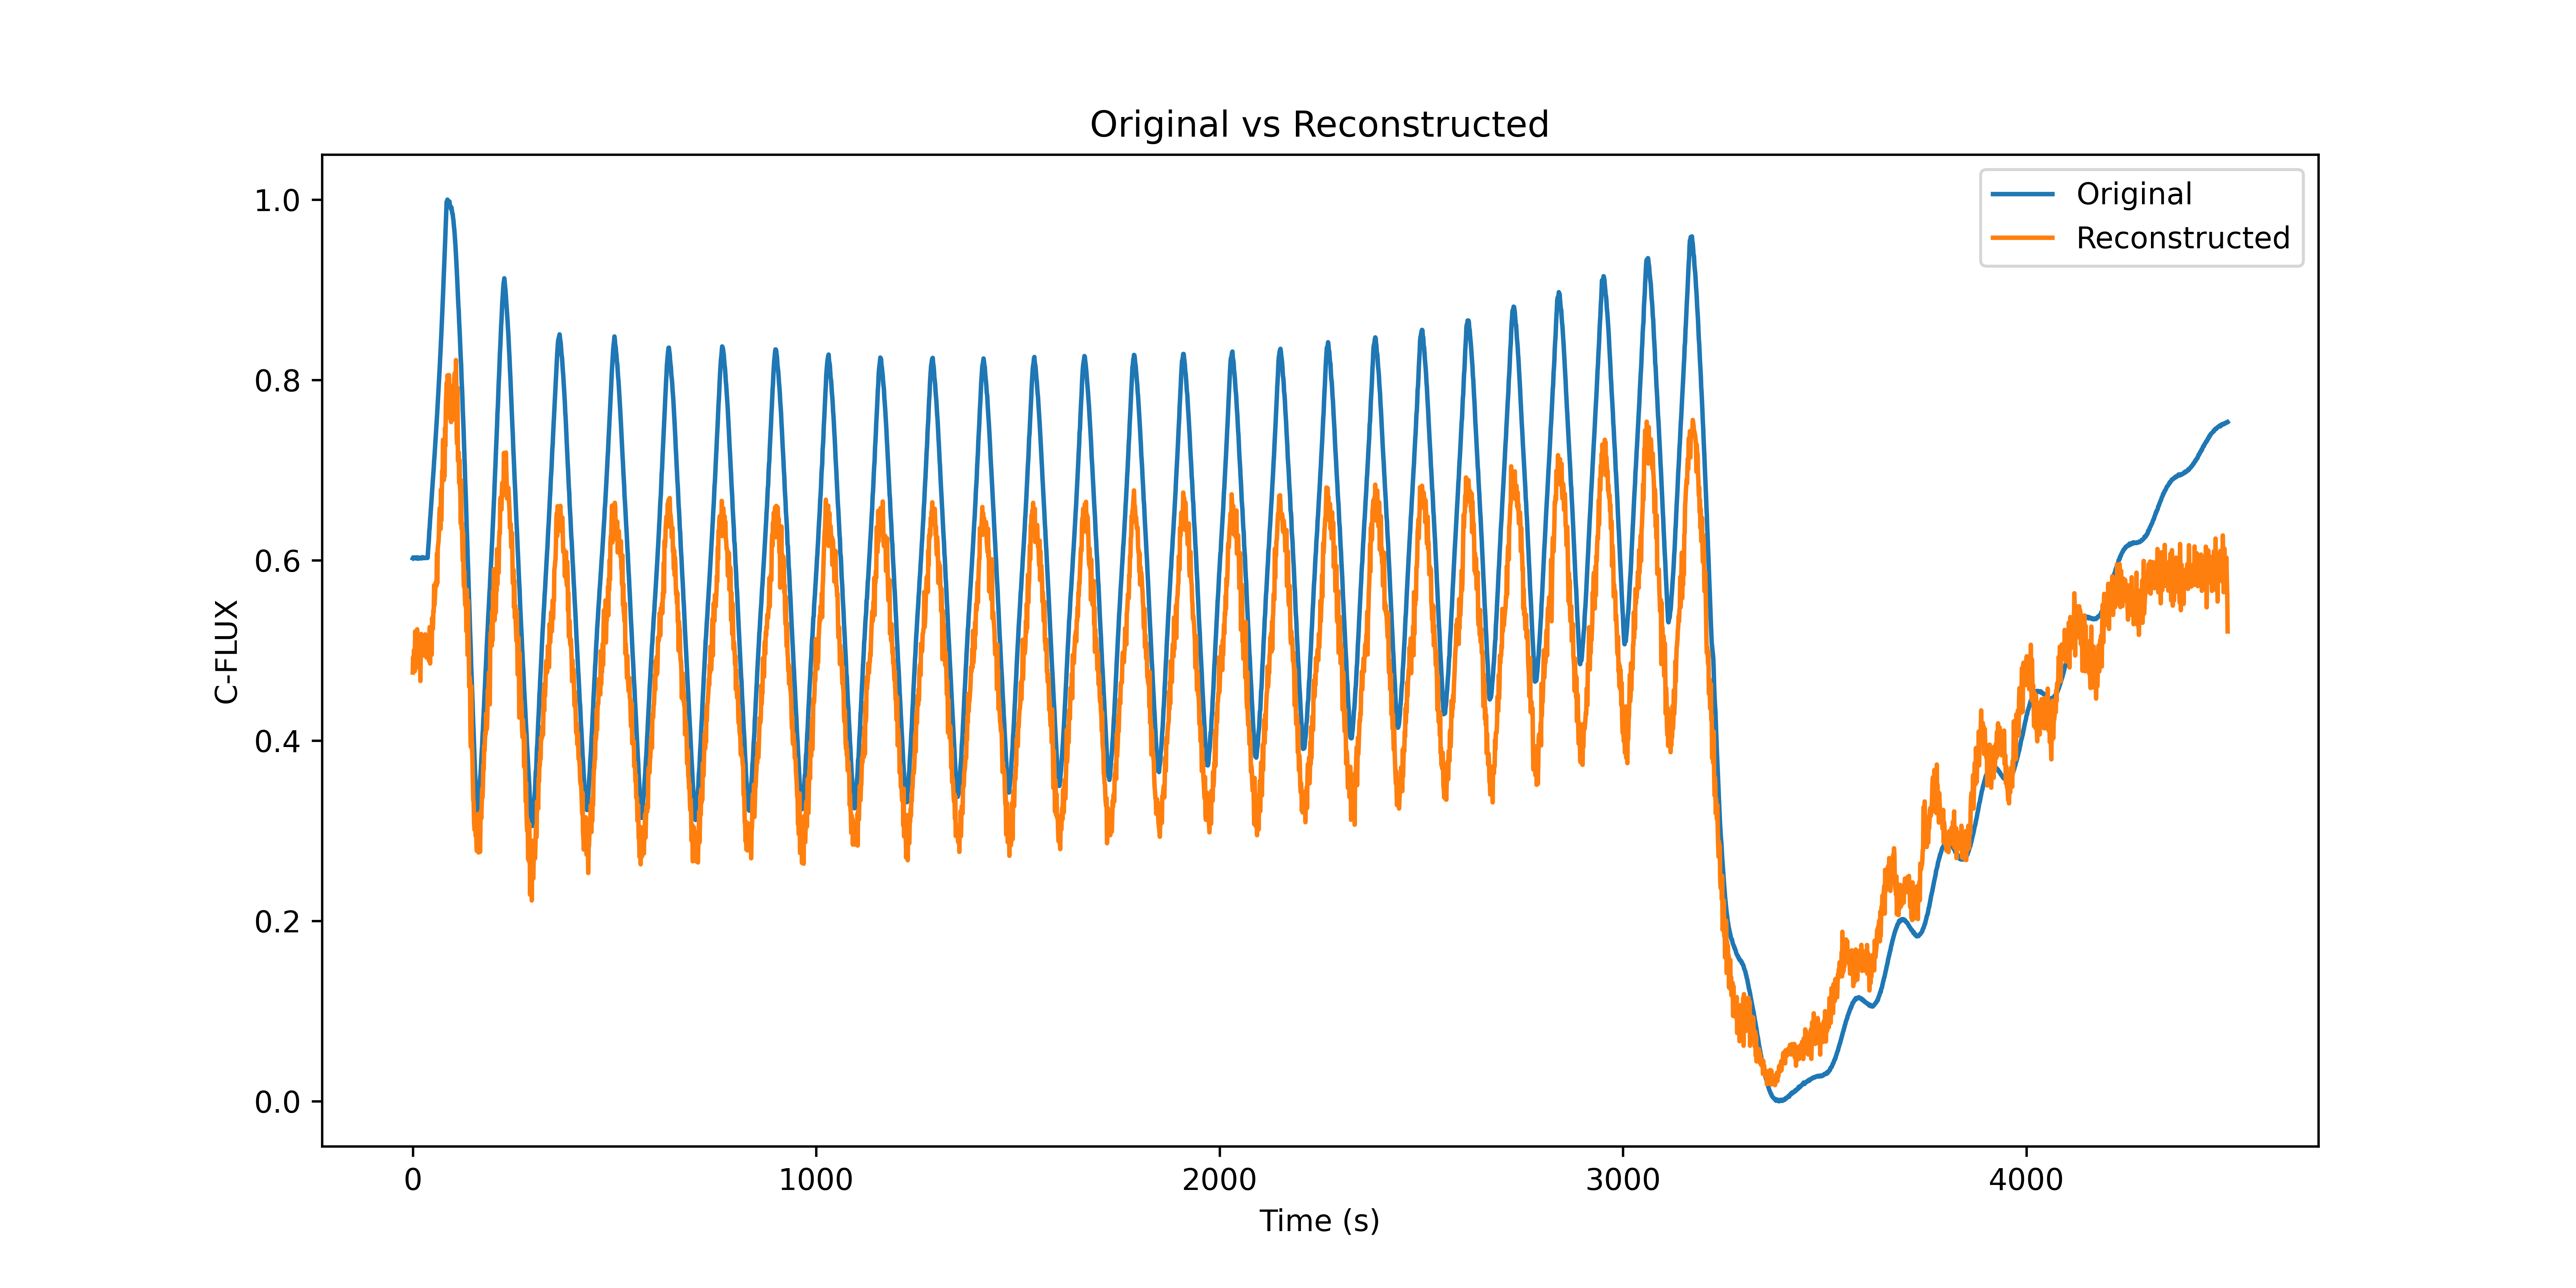 Original vs Reconstructed
Original
Reconstructed
C-FLUX
1.0
0.8
0.6
0.4
0.2
0.0
0 1000 2000 3000 4000
Time (s)